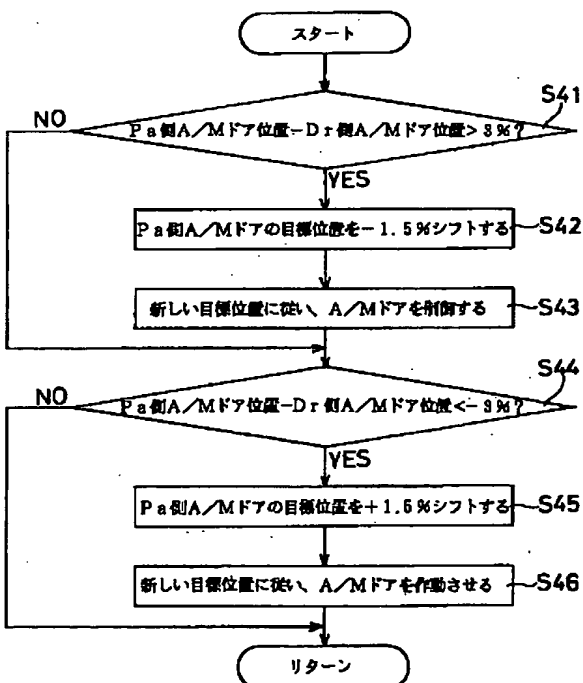 スタート
S41
NO
Pa側A/Mドア位置-Dr側A/Mドア位置>3%?
YES
Pa側A/Mドアの目標位置を-1.5%シフトする
S42
新しい目標位置に従い、A/Mドアを制御する
S43
S44
NO
Pa側A/Mドア位置-Dr側A/Mドア位置<-3%?
YES
Pa側A/Mドアの目標位置を+1.5%シフトする
S45
新しい目標位置に従い、A/Mドアを作動させる
S46
リターン